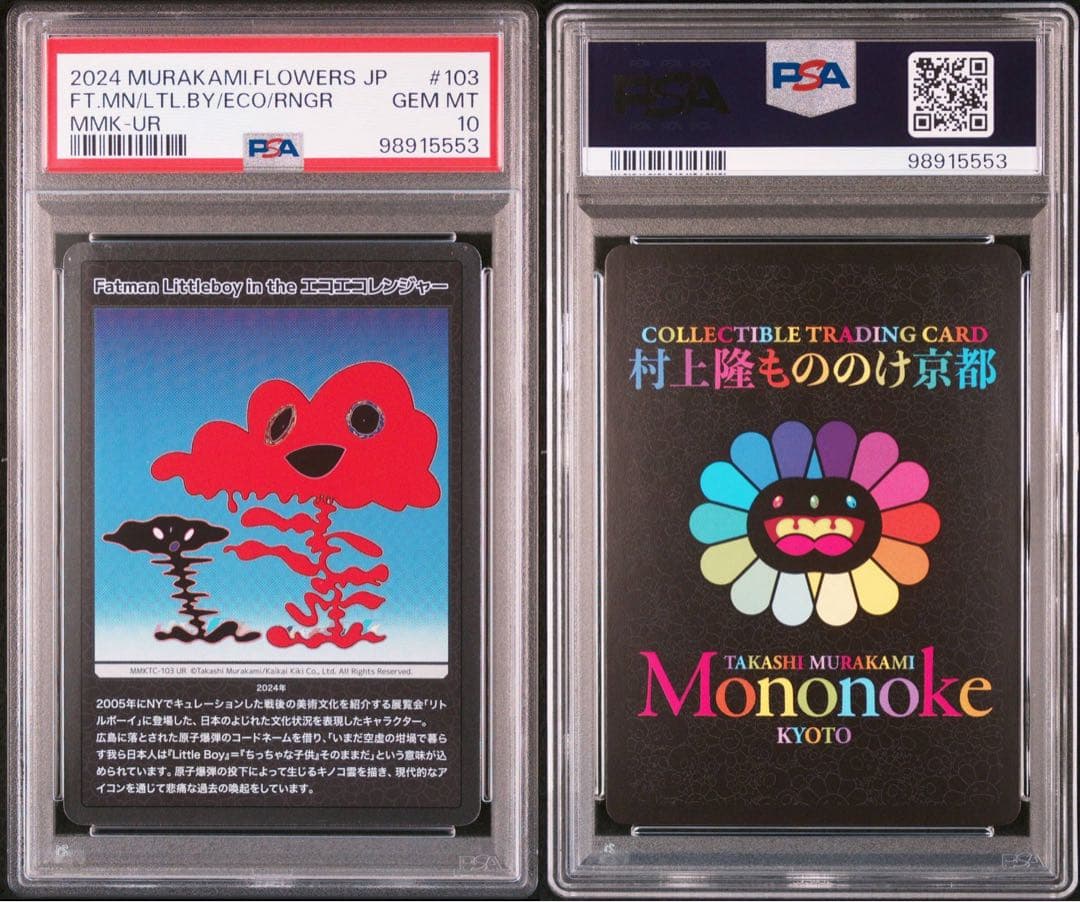 2024 MURAKAMI.FLOWERS JP #103
FT.MN/LTL.BY/ECO/RNGR GEM MT
MMK-UR 10
PSA 98915553
Fatman Littleboy in the エコエコレンジャー
MMKTC-103 UR ©Takashi Murakami/Kaikai Kiki Co., Ltd. All Rights Reserved.
2024年
2005年にNYでキュレーションした戦後の美術文化を紹介する展覧会「リト
ルボーイ」に登場した、日本のよじれた文化状況を表現したキャラクター。
広島に落とされた原子爆弾のコードネームを借り、「いまだ空虚の坩堝で暮ら
す我ら日本人は『Little Boy』=『ちっちゃな子供』そのままだ」という意味が込
められています。原子爆弾の投下によって生じるキノコ雲を描き、現代的なア
イコンを通じて悲痛な過去の喚起をしています。
PSA
PSA
PSA
98915553
COLLECTIBLE TRADING CARD
村上隆もののけ京都
TAKASHI MURAKAMI
Mononoke
KYOTO
PSA